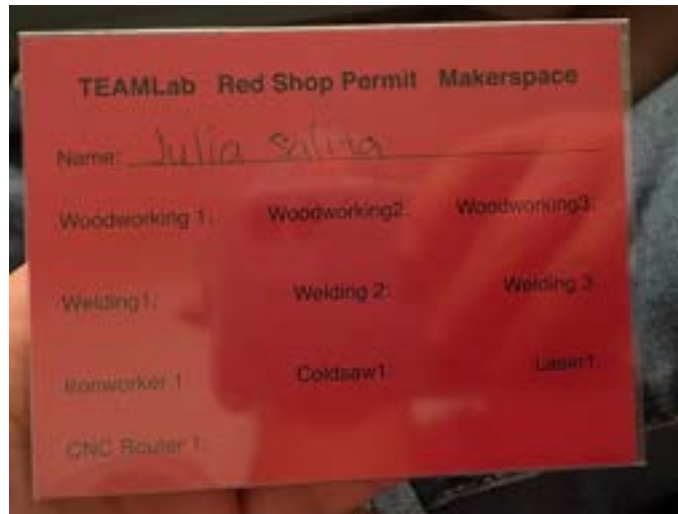 TEAMLab Red Shop Permit Makerspace
Name: Julia Salita
Woodworking 1: Woodworking2: Woodworking3:
Welding1: Welding 2: Welding 3:
Ironworker 1 Coldsaw1: Laser1:
CNC Router 1: